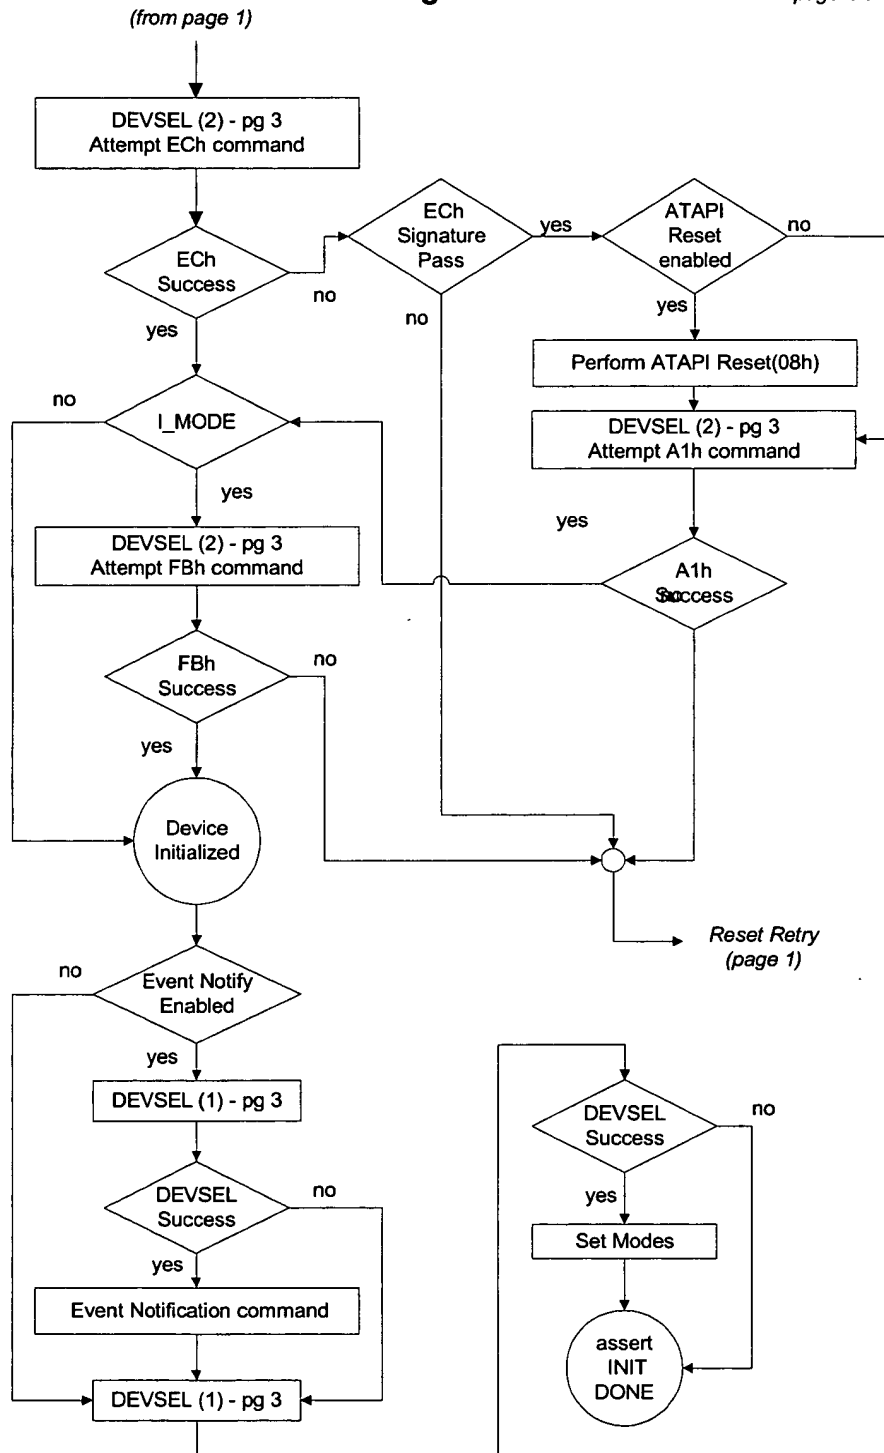 (from page 1)
DEVSEL (2) - pg 3
Attempt ECh command
ECh
Success
no
yes
ECh
Signature
Pass
yes
no
ATAPI
Reset
enabled
no
yes
Perform ATAPI Reset(08h)
DEVSEL (2) - pg 3
Attempt A1h command
yes
A1h
Success
no
no
I_MODE
yes
DEVSEL (2) - pg 3
Attempt FBh command
FBh
Success
no
yes
Device
Initialized
Reset Retry
(page 1)
no
Event Notify
Enabled
yes
DEVSEL (1) - pg 3
DEVSEL
Success
no
yes
Event Notification command
DEVSEL (1) - pg 3
DEVSEL
Success
no
yes
Set Modes
assert
INIT
DONE